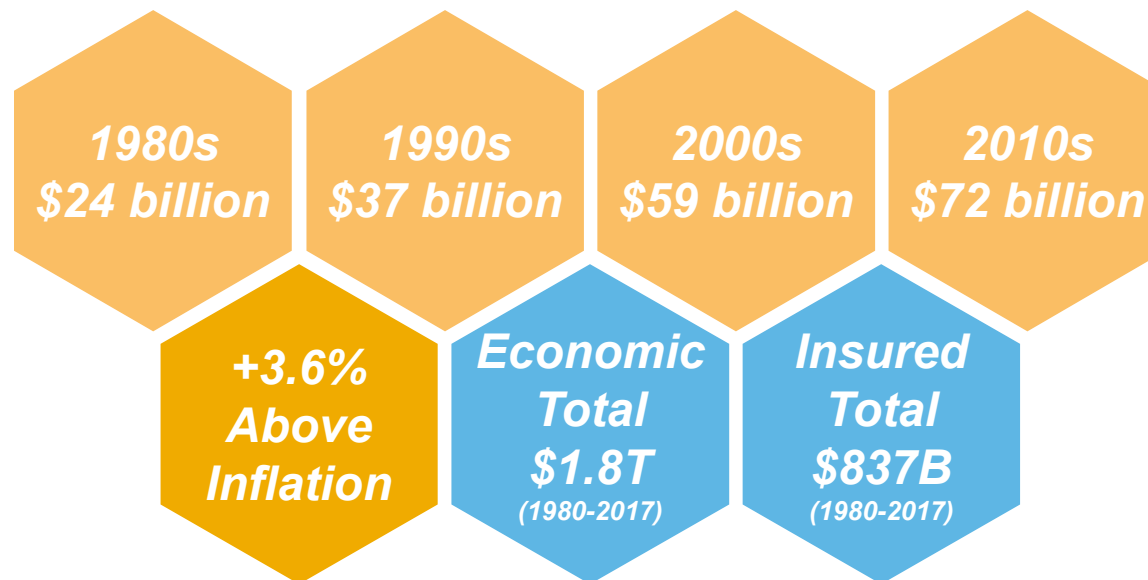 1980s
$24 billion
1990s
$37 billion
2000s
$59 billion
2010s
$72 billion
+3.6%
Above
Inflation
Economic
Total
$1.8T
(1980-2017)
Insured
Total
$837B
(1980-2017)